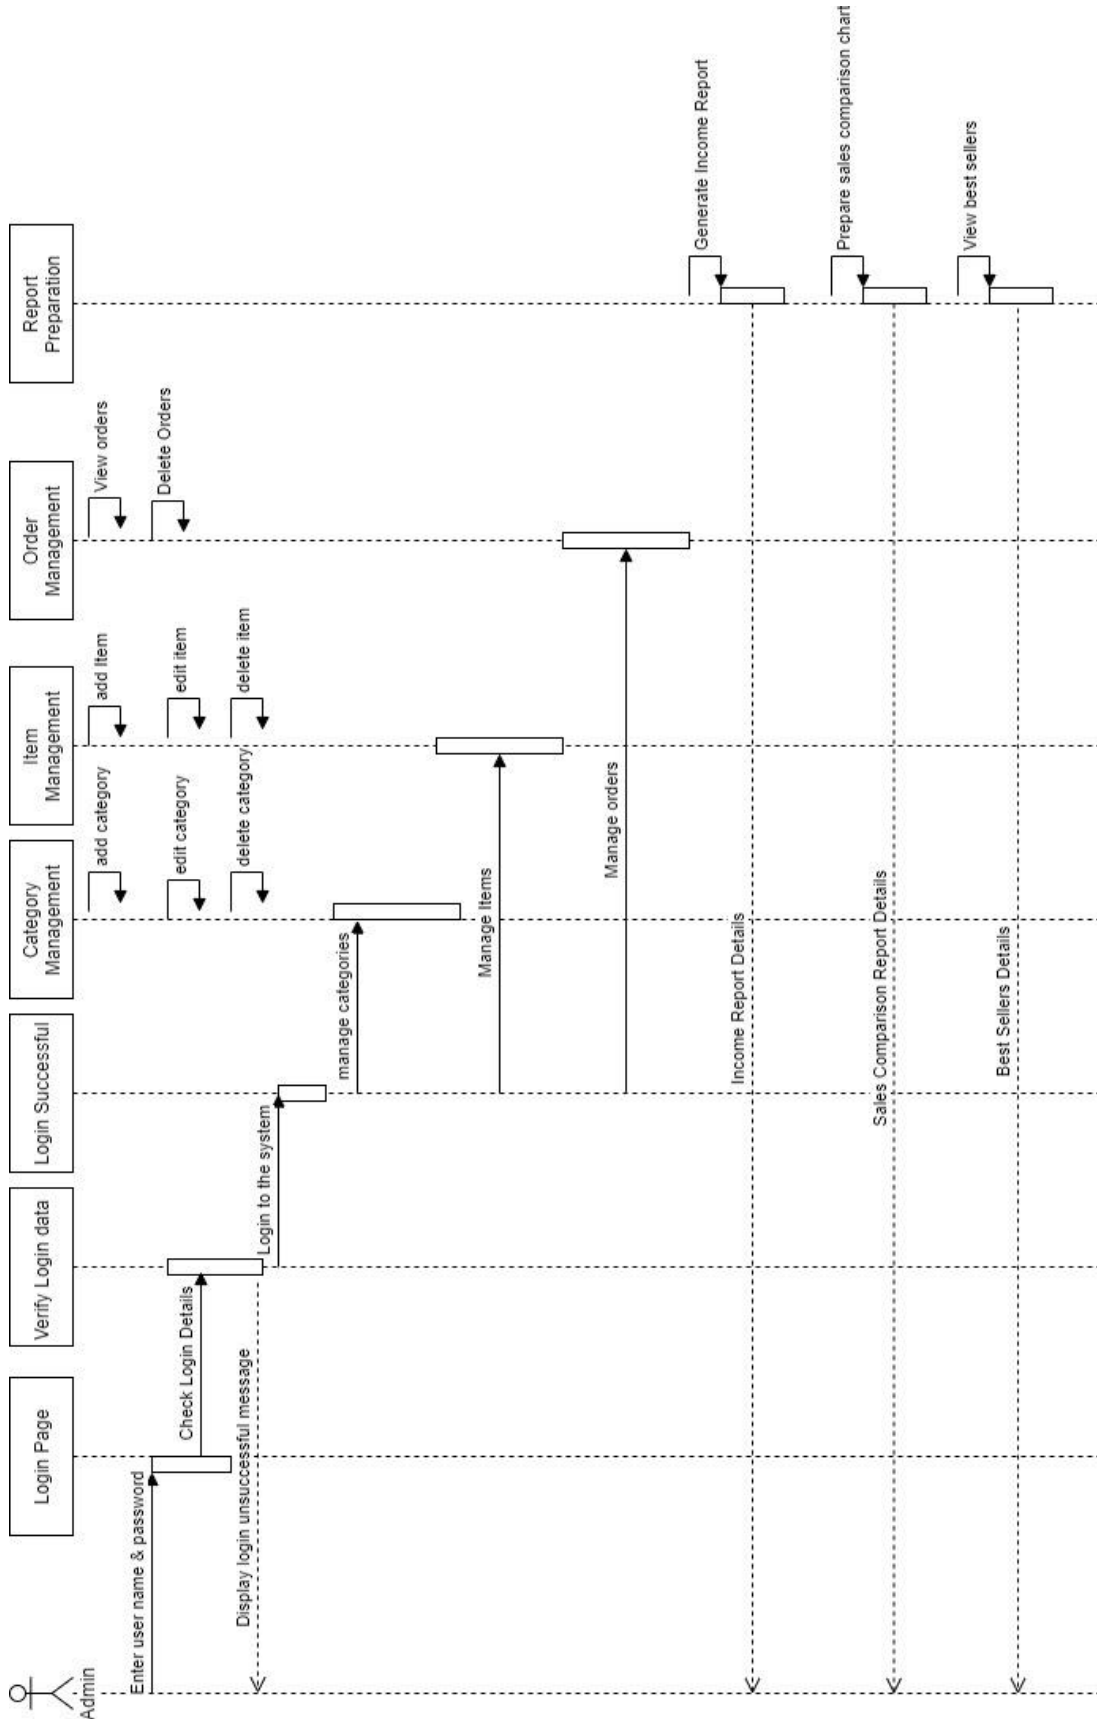 Admin
Login Page
Verify Login data
Login Successful
Category
Management
Item
Management
Order
Management
Report
Preparation
add category
edit category
delete category
add Item
edit item
delete item
View orders
Delete Orders
Enter user name & password
Check Login Details
Display login unsuccessful message
Login to the system
manage categories
Manage Items
Manage orders
Generate Income Report
Income Report Details
Prepare sales comparison chart
Sales Comparison Report Details
View best sellers
Best Sellers Details